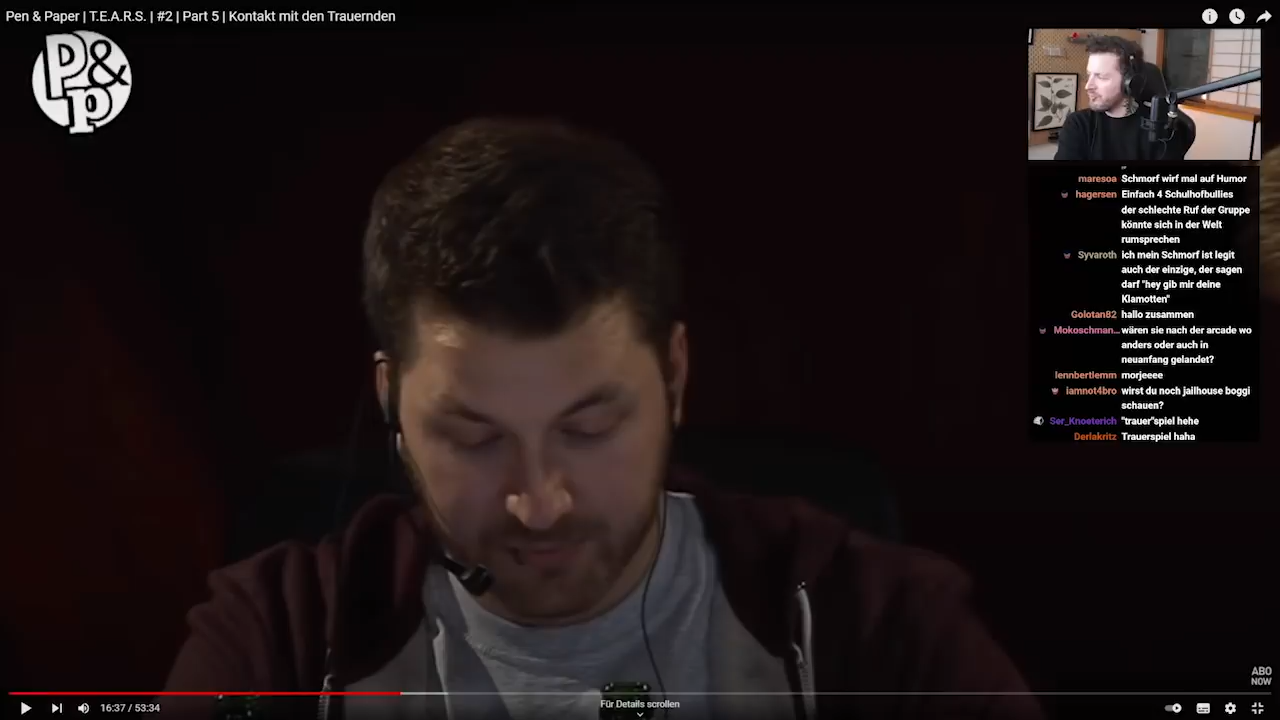 Pen & Paper | T.E.A.R.S. | #2 | Part 5 | Kontakt mit den Trauernden
P&
P
maresoa Schmorf wirf mal auf Humor
hagersen Einfach 4 Schulhofbullies
der schlechte Ruf der Gruppe
könnte sich in der Welt
rumsprechen
Syvaroth ich mein Schmorf ist legit
auch der einzige, der sagen
darf "hey gib mir deine
Klamotten"
Golotan82 hallo zusammen
Mokoschman... wären sie nach der arcade wo
anders oder auch in
neuanfang gelandet?
lennbertlemm morjeeee
iamnot4bro wirst du noch jailhouse boggi
schauen?
Ser_Knoeterich "trauer"spiel hehe
Derlakritz Trauerspiel haha
ABO
NOW
Für Details scrollen
16:37 / 53:34